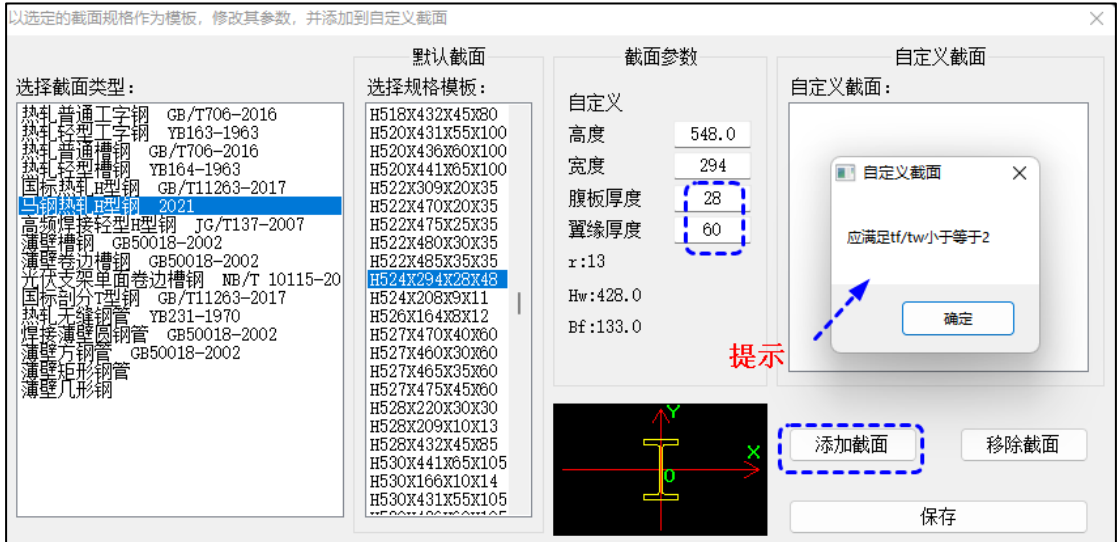 以选定的截面规格作为模板，修改其参数，并添加到自定义截面
选择截面类型：
热轧普通工字钢 GB/T706-2016
热轧轻型工字钢 YB163-1963
热轧普通槽钢 GB/T706-2016
热轧轻型槽钢 YB164-1963
国标热轧H型钢 GB/T11263-2017
马钢热轧H型钢 2021
高频焊接轻型H型钢 JG/T137-2007
薄壁槽钢 GB50018-2002
薄壁卷边槽钢 GB50018-2002
光伏支架单面卷边槽钢 NB/T 10115-20
国标剖分T型钢 GB/T11263-2017
热轧无缝钢管 YB231-1970
焊接薄壁圆钢管 GB50018-2002
薄壁方钢管 GB50018-2002
薄壁矩形钢管
薄壁几形钢
默认截面
选择规格模板：
H518X432X45X80
H520X431X55X100
H520X436X60X100
H520X441X65X100
H522X309X20X35
H522X470X20X35
H522X475X25X35
H522X480X30X35
H522X485X35X35
H524X294X28X48
H524X208X9X11
H526X164X8X12
H527X470X40X60
H527X460X30X60
H527X465X35X60
H527X475X45X60
H528X220X30X30
H528X209X10X13
H528X432X45X85
H530X441X65X105
H530X166X10X14
H530X431X55X105
截面参数
自定义
高度 548.0
宽度 294
腹板厚度 28
翼缘厚度 60
r:13
Hw:428.0
Bf:133.0
Y
X
0
自定义截面
自定义截面：
自定义截面
应满足tf/tw小于等于2
确定
提示
添加截面
移除截面
保存